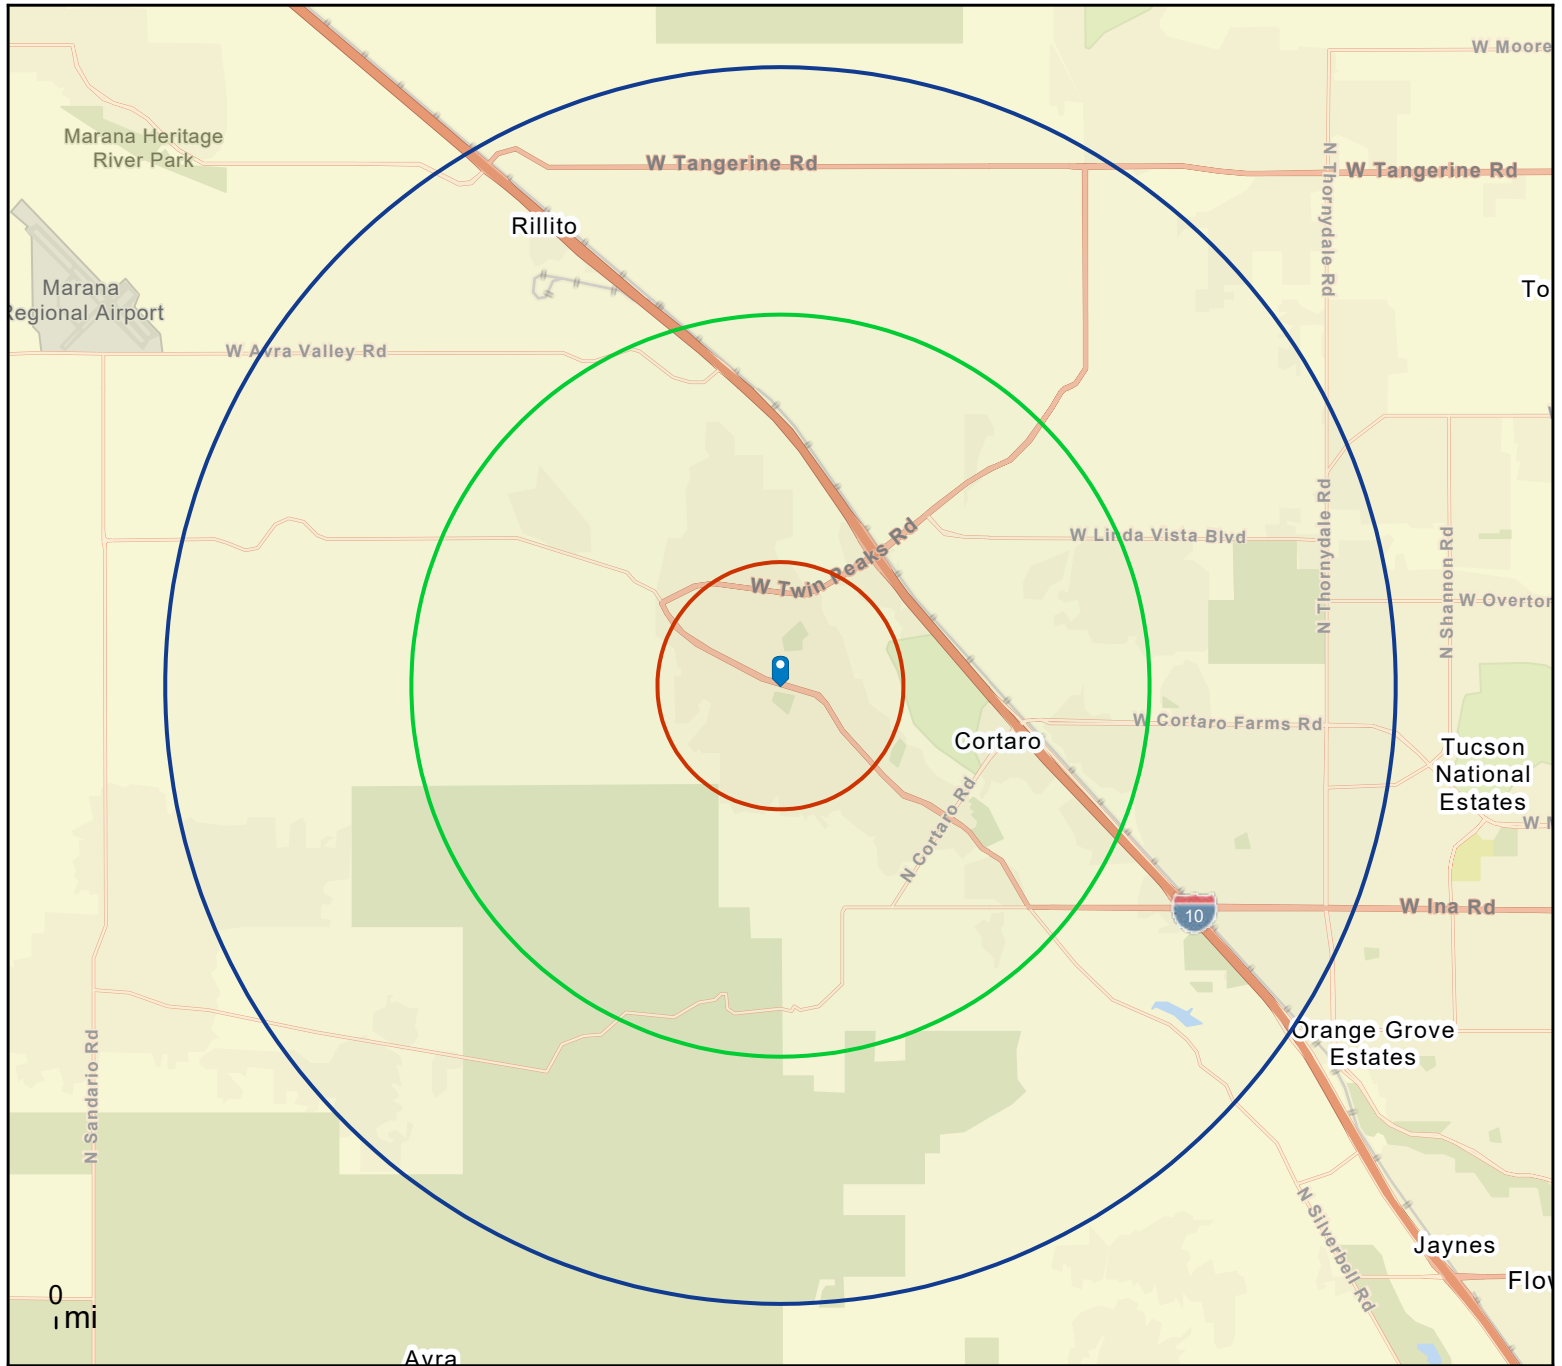 W Moore
Marana Heritage
River Park
W Tangerine Rd
W Tangerine Rd
N Thornydale Rd
Rillito
Marana
Regional Airport
To
W Avra Valley Rd
W Twin Peaks Rd
W Linda Vista Blvd
N Thornydale Rd
N Shannon Rd
W Overton
W Cortaro Farms Rd
Cortaro
Tucson
National
Estates
N Cortaro Rd
W Ina Rd
10
Orange Grove
Estates
N Sandario Rd
N Silverbell Rd
Jaynes
Flow
0
mi
Avra